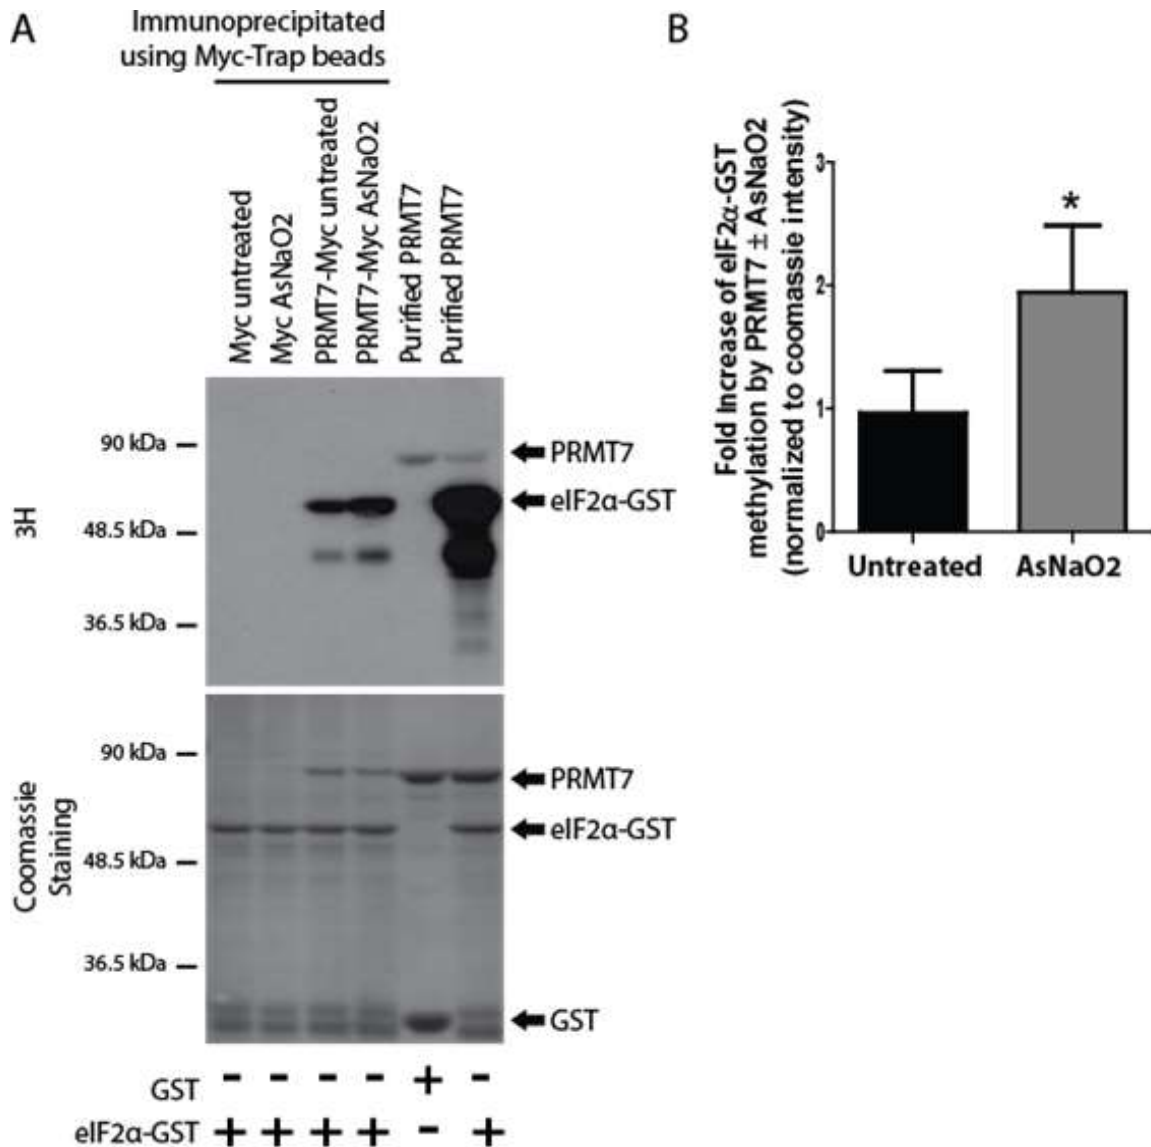 A
Immunoprecipitated
using Myc-Trap beads
Myc untreated
Myc AsNaO2
PRMT7-Myc untreated
PRMT7-Myc AsNaO2
Purified PRMT7
Purified PRMT7
3H
90 kDa
48.5 kDa
36.5 kDa
PRMT7
eIF2α-GST
Coomassie
Staining
90 kDa
48.5 kDa
36.5 kDa
PRMT7
eIF2α-GST
GST
GST - - - - + -
eIF2α-GST + + + + - +
B
Fold Increase of eIF2α-GST
methylation by PRMT7 ± AsNaO2
(normalized to coomassie intensity)
3
2
1
0
*
Untreated AsNaO2